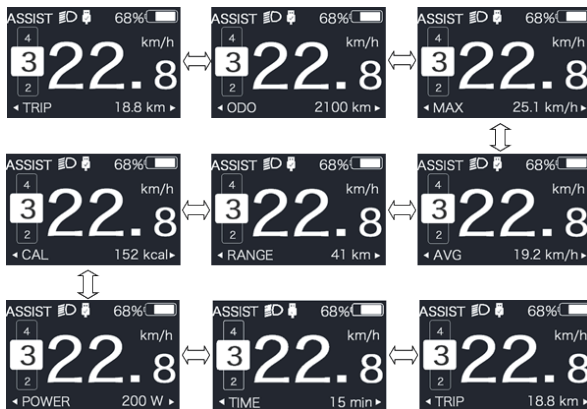 ASSIST 68%
4
km/h
3
22.8
2
◂ TRIP 18.8 km ▸
ASSIST 68%
4
km/h
3
22.8
2
◂ ODO 2100 km ▸
ASSIST 68%
4
km/h
3
22.8
2
◂ MAX 25.1 km/h ▸
ASSIST 68%
4
km/h
3
22.8
2
◂ CAL 152 kcal ▸
ASSIST 68%
4
km/h
3
22.8
2
◂ RANGE 41 km ▸
ASSIST 68%
4
km/h
3
22.8
2
◂ AVG 19.2 km/h ▸
ASSIST 68%
4
km/h
3
22.8
2
◂ POWER 200 W ▸
ASSIST 68%
4
km/h
3
22.8
2
◂ TIME 15 min ▸
ASSIST 68%
4
km/h
3
22.8
2
◂ TRIP 18.8 km ▸